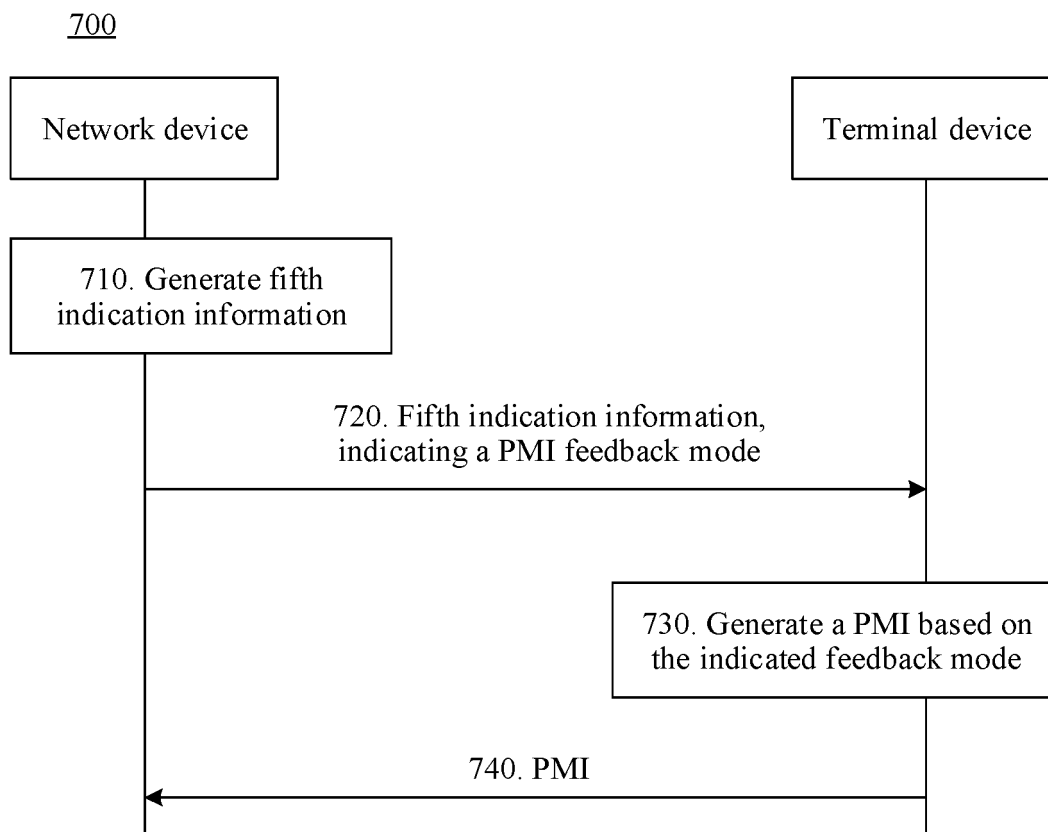 700
Network device
Terminal device
710. Generate fifth
indication information
720. Fifth indication information,
indicating a PMI feedback mode
730. Generate a PMI based on
the indicated feedback mode
740. PMI